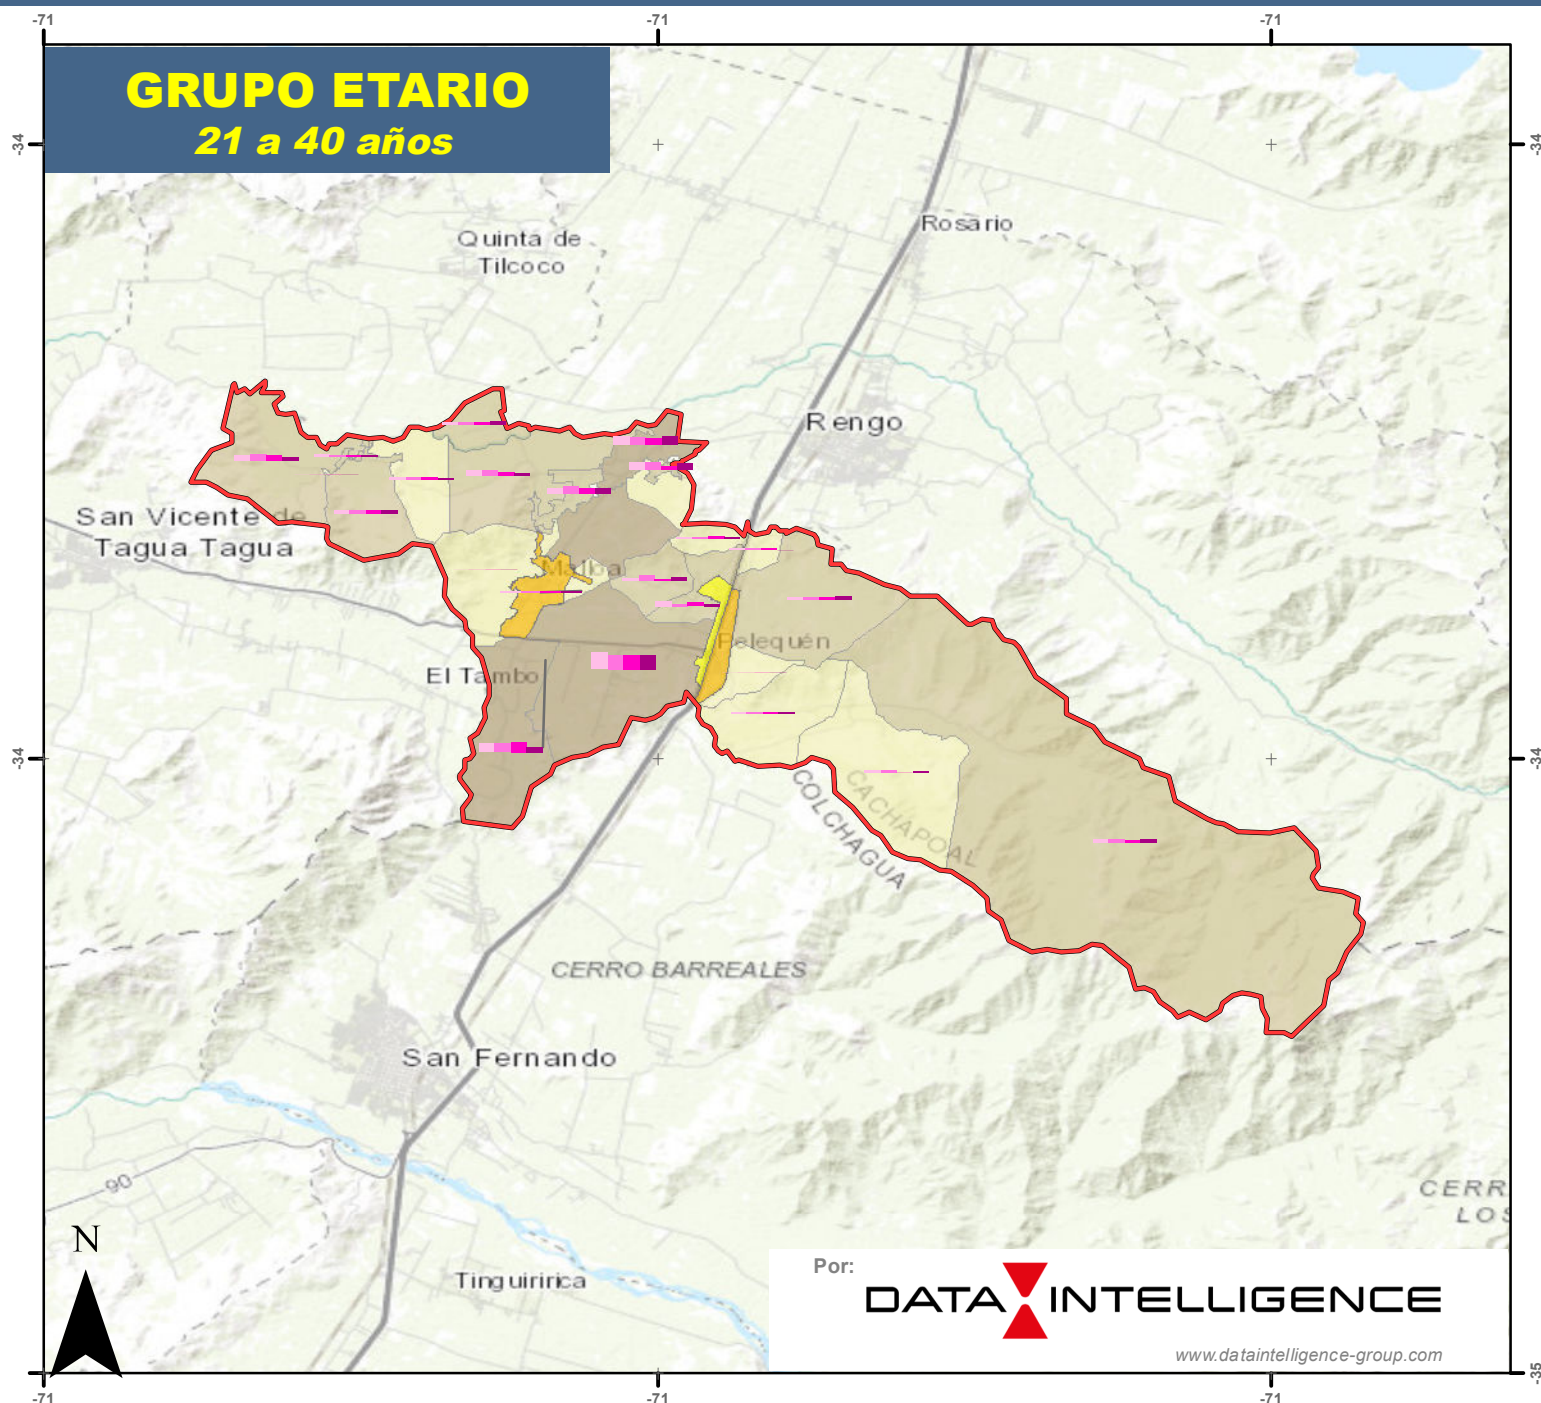 -71
-71
-71
GRUPO ETARIO
21 a 40 años
-34
-34
Rosario
Quinta de
Tilcoco
Rengo
San Vicente de
Tagua Tagua
Malloa
Pelequén
El Tambo
-34
-34
CACHAPOAL
COLCHAGUA
CERRO BARREALES
San Fernando
90
CERR
LOS
N
Tinguiririca
Por:
DATA INTELLIGENCE
www.dataintelligence-group.com
-35
-71
-71
-71